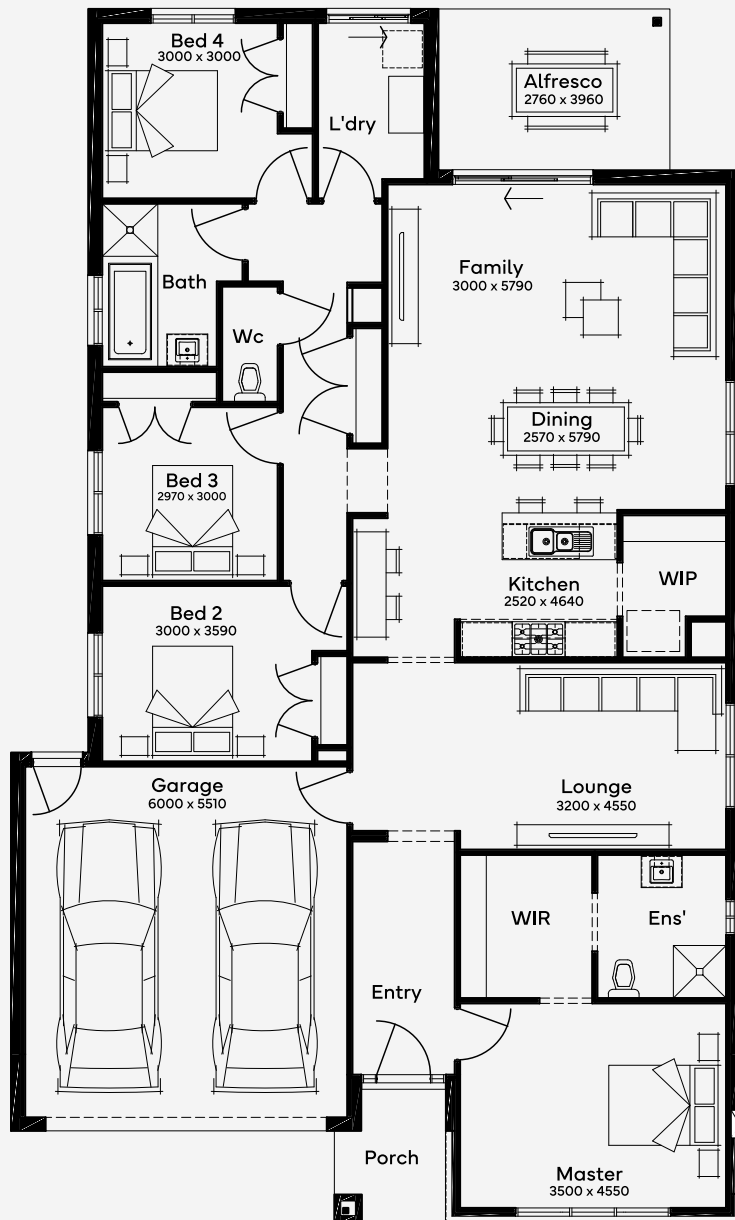 Bed 4
3000 x 3000
L'dry
Alfresco
2760 x 3960
Bath
Family
3000 x 5790
Wc
Dining
2570 x 5790
Bed 3
2970 x 3000
Kitchen
2520 x 4640
WIP
Bed 2
3000 x 3590
Garage
6000 x 5510
Lounge
3200 x 4550
WIR
Ens'
Entry
Porch
Master
3500 x 4550